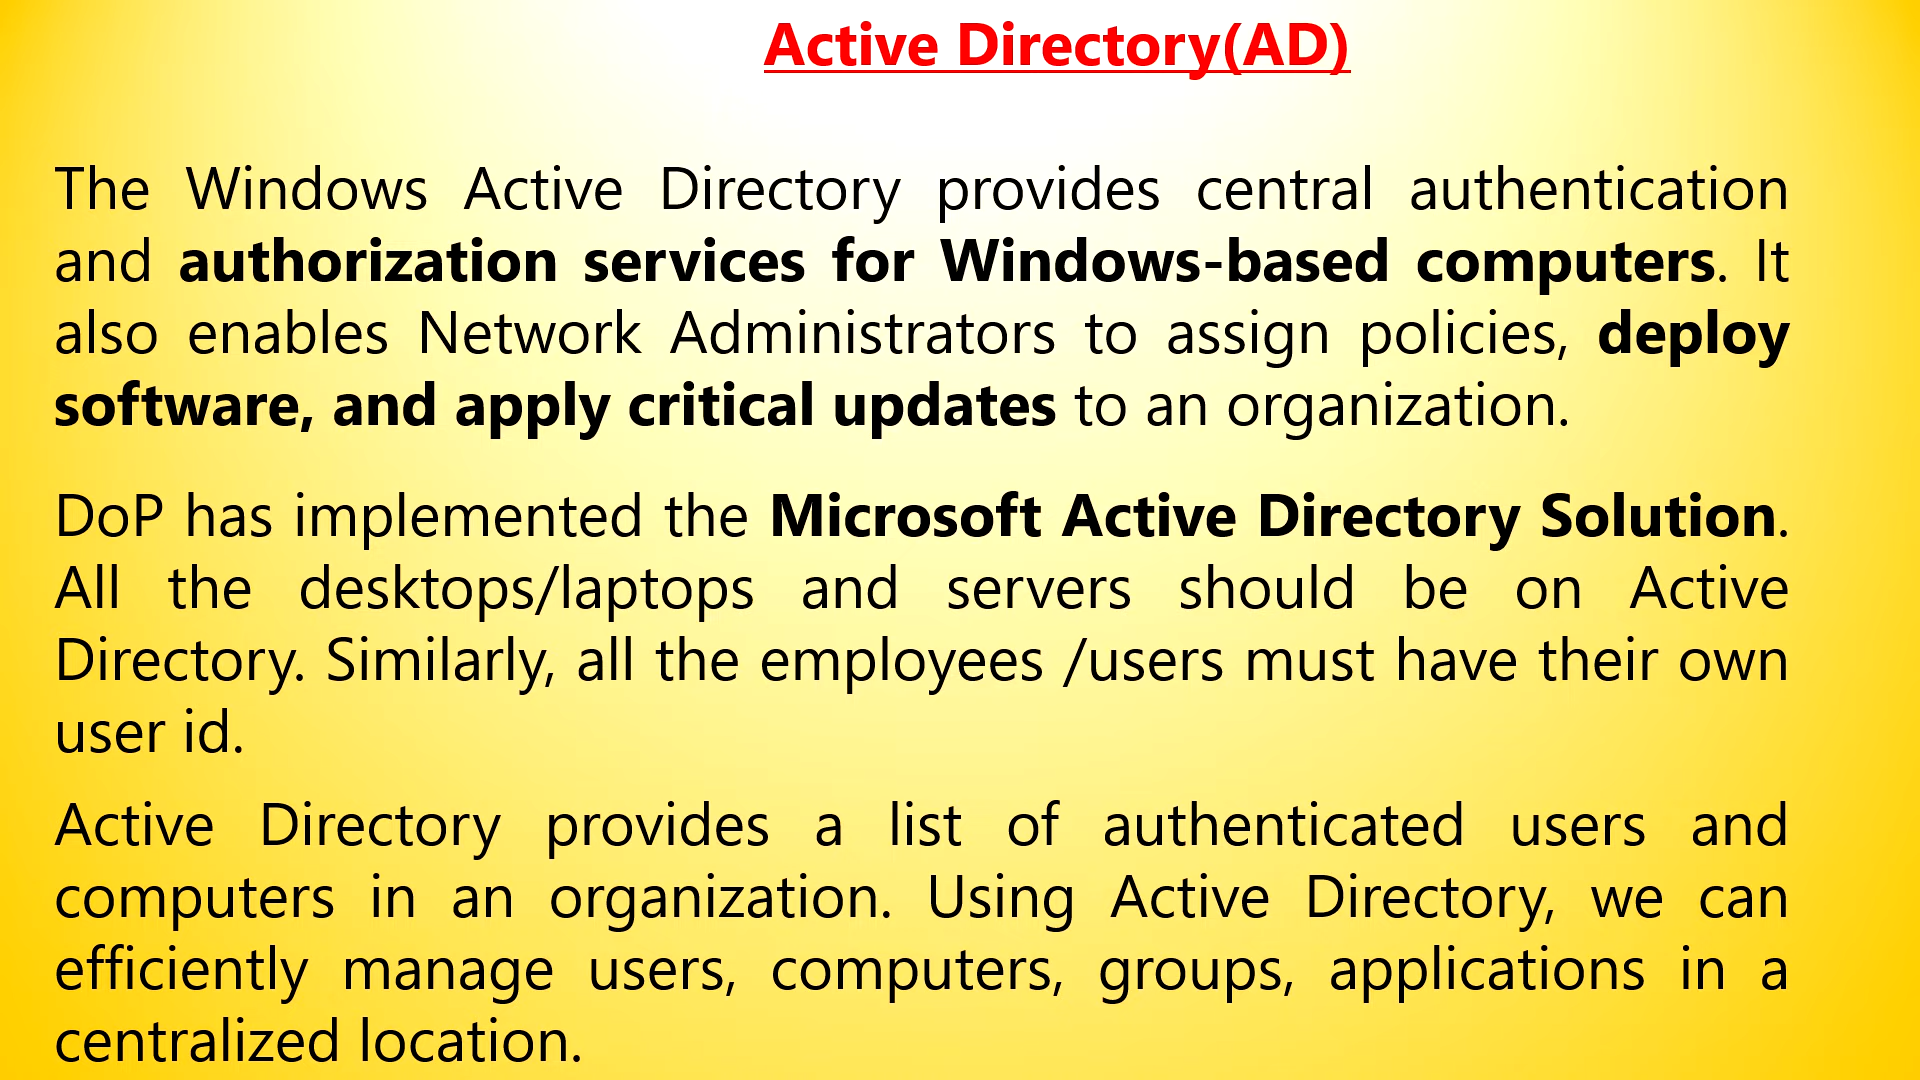 Active Directory(AD)
The Windows Active Directory provides central authentication
and authorization services for Windows-based computers. It
also enables Network Administrators to assign policies, deploy
software, and apply critical updates to an organization.
DoP has implemented the Microsoft Active Directory Solution.
All the desktops/laptops and servers should be on Active
Directory. Similarly, all the employees /users must have their own
user id.
Active Directory provides a list of authenticated users and
computers in an organization. Using Active Directory, we can
efficiently manage users, computers, groups, applications in a
centralized location.